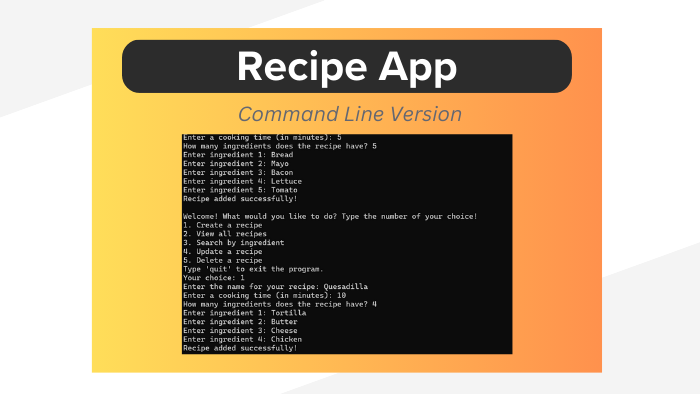 Recipe App
Command Line Version
Enter a cooking time (in minutes): 5
How many ingredients does the recipe have? 5
Enter ingredient 1: Bread
Enter ingredient 2: Mayo
Enter ingredient 3: Bacon
Enter ingredient 4: Lettuce
Enter ingredient 5: Tomato
Recipe added successfully!
Welcome! What would you like to do? Type the number of your choice!
1. Create a recipe
2. View all recipes
3. Search by ingredient
4. Update a recipe
5. Delete a recipe
Type 'quit' to exit the program.
Your choice: 1
Enter the name for your recipe: Quesadilla
Enter a cooking time (in minutes): 10
How many ingredients does the recipe have? 4
Enter ingredient 1: Tortilla
Enter ingredient 2: Butter
Enter ingredient 3: Cheese
Enter ingredient 4: Chicken
Recipe added successfully!